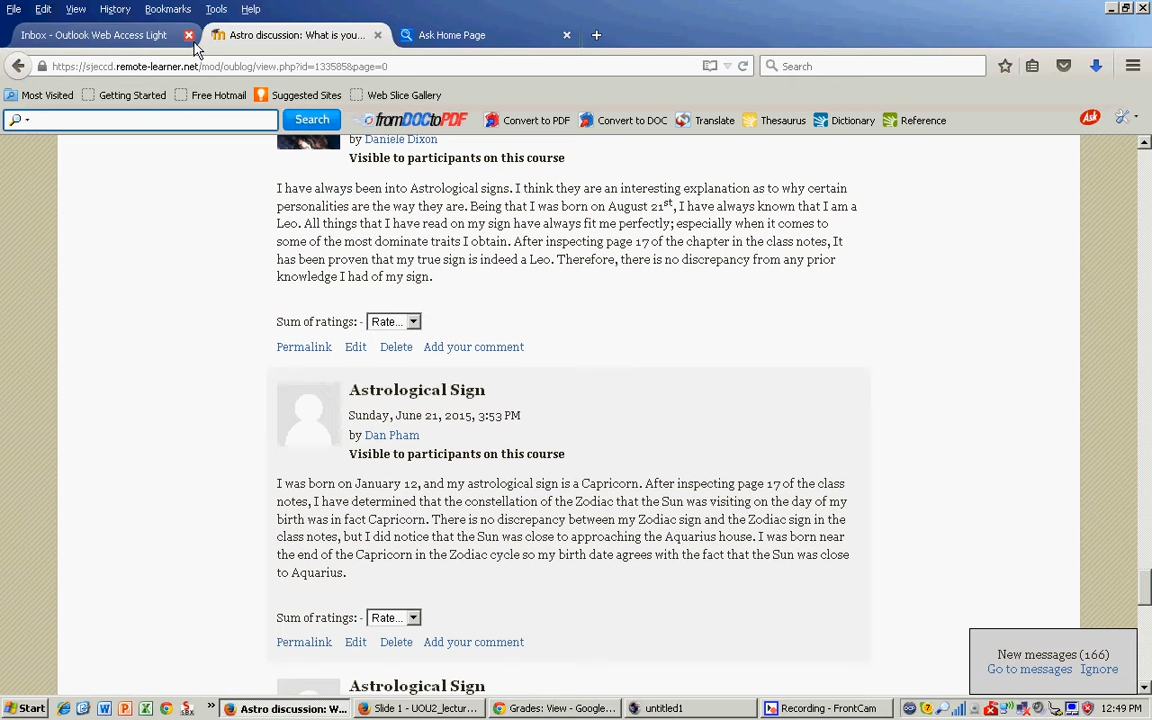 File Edit View History Bookmarks Tools Help
Inbox - Outlook Web Access Light Astro discussion: What is you... Ask Home Page
https://sjeccd.remote-learner.net/mod/oublog/view.php?id=133585&page=0 Search
Most Visited Getting Started Free Hotmail Suggested Sites Web Slice Gallery
Search fromDOCtoPDF Convert to PDF Convert to DOC Translate Thesaurus Dictionary Reference Ask
by Daniele Dixon
Visible to participants on this course
I have always been into Astrological signs. I think they are an interesting explanation as to why certain
personalities are the way they are. Being that I was born on August 21st, I have always known that I am a
Leo. All things that I have read on my sign have always fit me perfectly; especially when it comes to
some of the most dominate traits I obtain. After inspecting page 17 of the chapter in the class notes, It
has been proven that my true sign is indeed a Leo. Therefore, there is no discrepancy from any prior
knowledge I had of my sign.
Sum of ratings: - Rate...
Permalink Edit Delete Add your comment
Astrological Sign
Sunday, June 21, 2015, 3:53 PM
by Dan Pham
Visible to participants on this course
I was born on January 12, and my astrological sign is a Capricorn. After inspecting page 17 of the class
notes, I have determined that the constellation of the Zodiac that the Sun was visiting on the day of my
birth was in fact Capricorn. There is no discrepancy between my Zodiac sign and the Zodiac sign in the
class notes, but I did notice that the Sun was close to approaching the Aquarius house. I was born near
the end of the Capricorn in the Zodiac cycle so my birth date agrees with the fact that the Sun was close
to Aquarius.
Sum of ratings: - Rate...
Permalink Edit Delete Add your comment
New messages (166)
Go to messages Ignore
Astrological Sign
Start Astro discussion: W... Slide 1 - UOU2_lectur... Grades: View - Google... untitled1 Recording - FrontCam 12:49 PM